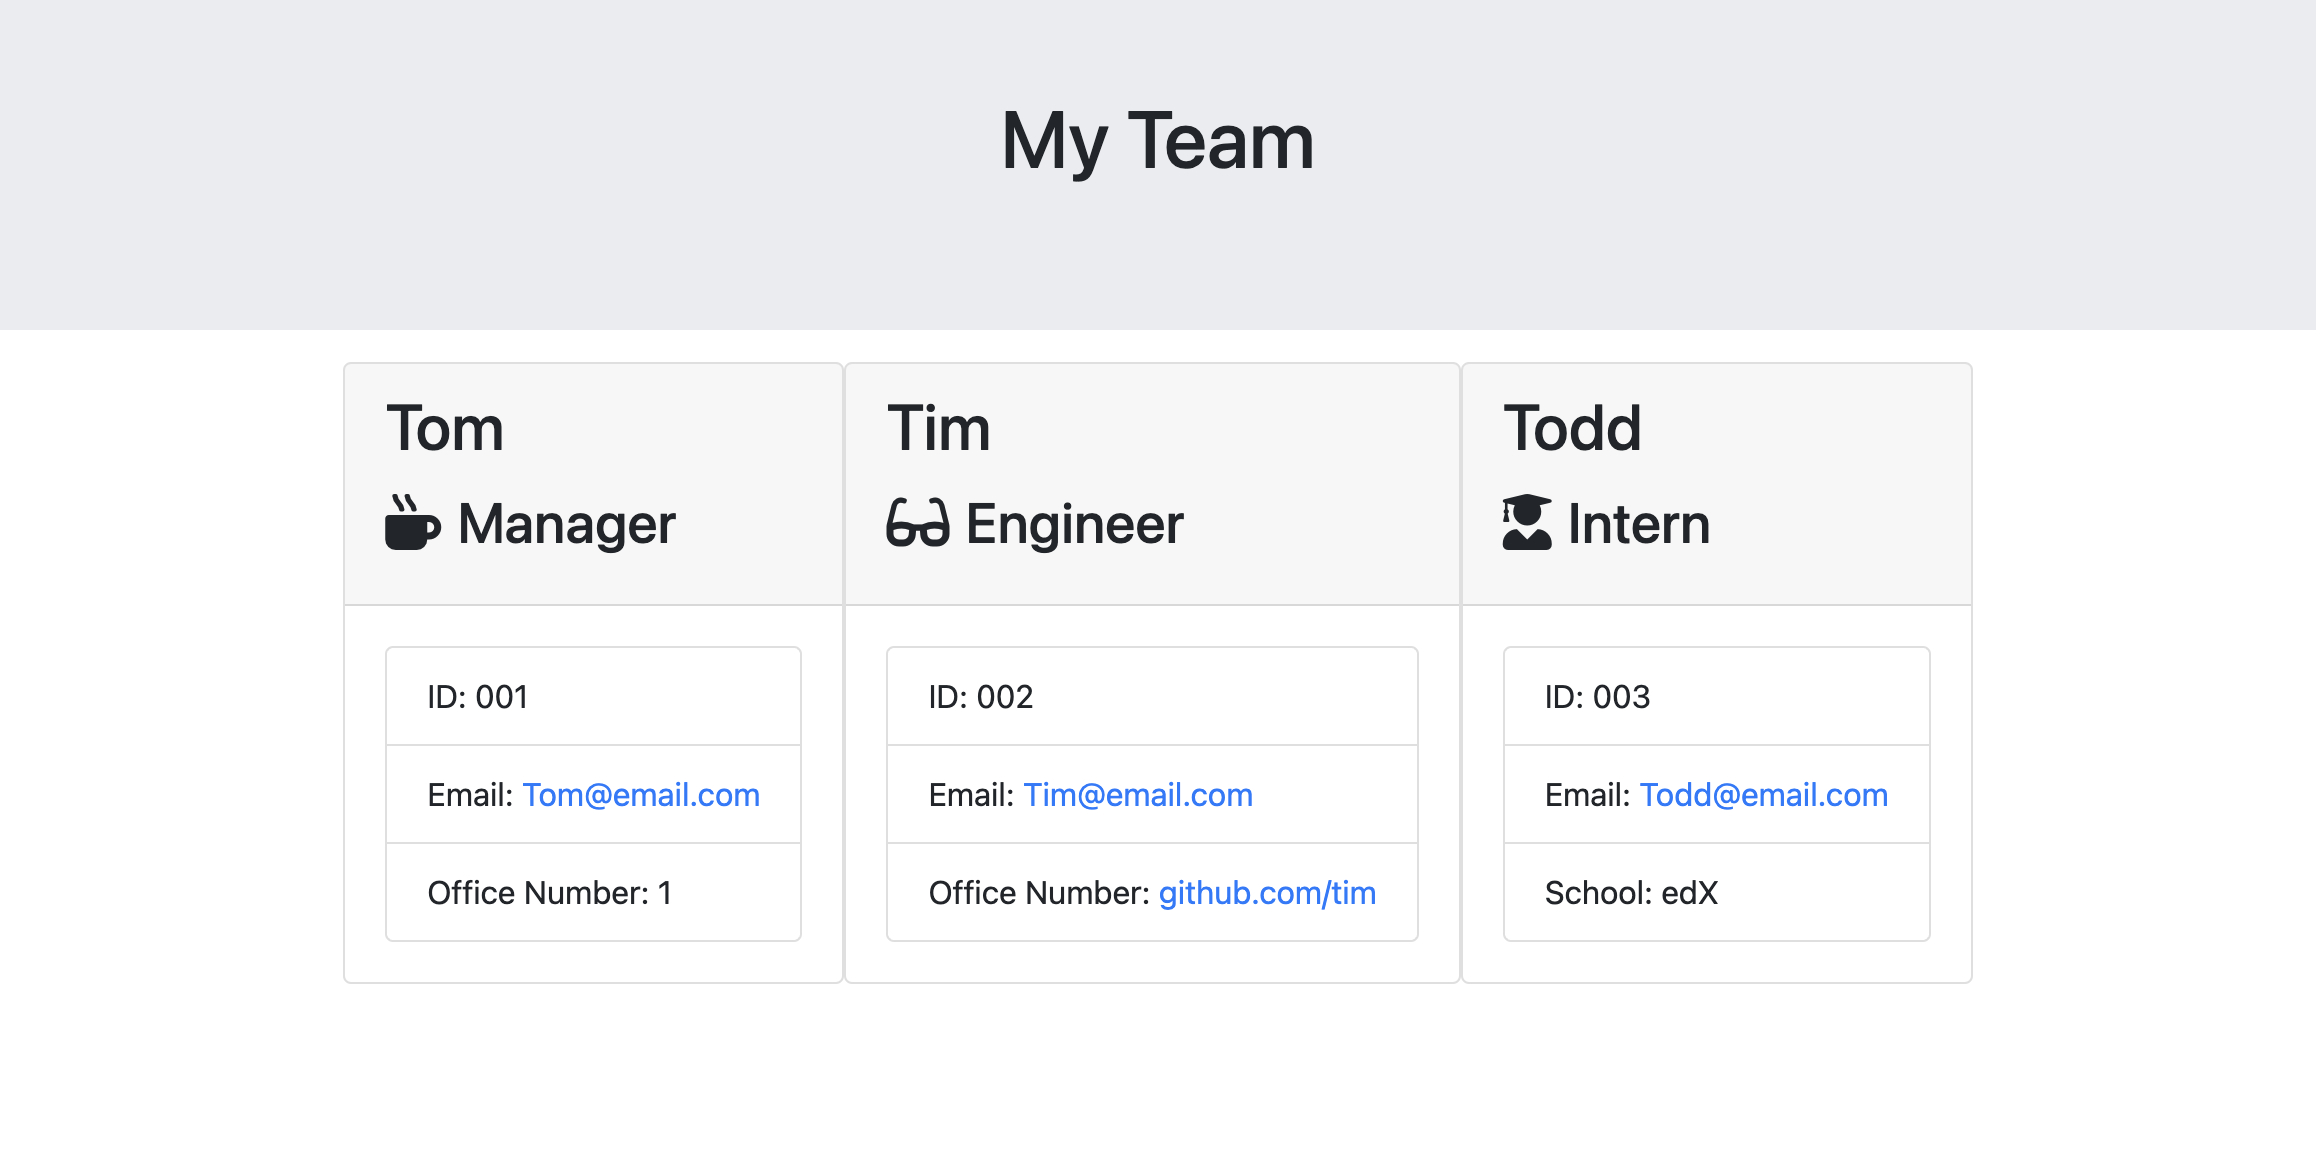 My Team
Tom
Manager
ID: 001
Email: Tom@email.com
Office Number: 1
Tim
Engineer
ID: 002
Email: Tim@email.com
Office Number: github.com/tim
Todd
Intern
ID: 003
Email: Todd@email.com
School: edX